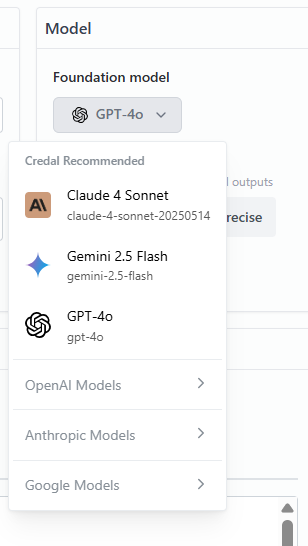 Model
Foundation model
GPT-4o
Credal Recommended
outputs
Claude 4 Sonnet
claude-4-sonnet-20250514
Gemini 2.5 Flash
gemini-2.5-flash
GPT-4o
gpt-4o
OpenAI Models
Anthropic Models
Google Models